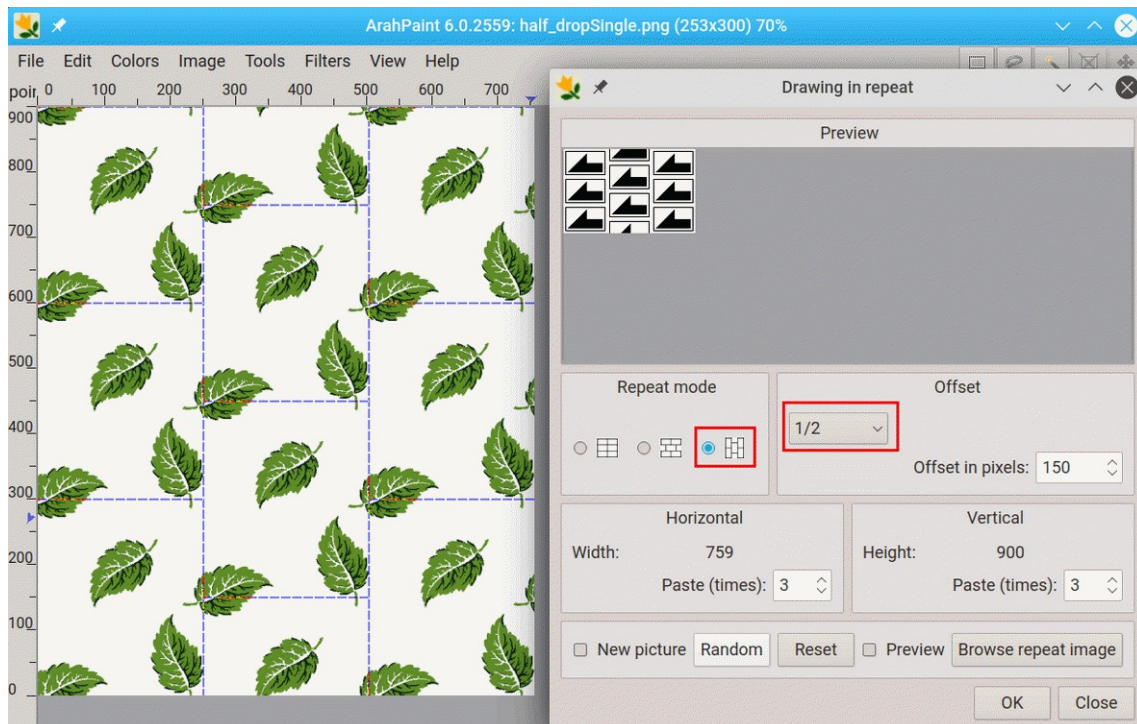 ArahPaint 6.0.2559: half_dropSingle.png (253x300) 70%
File Edit Colors Image Tools Filters View Help
poir 0 100 200 300 400 500 600 700
900
800
700
600
500
400
300
200
100
0
Drawing in repeat
Preview
Repeat mode
Offset
1/2
Offset in pixels: 150
Horizontal
Vertical
Width: 759
Height: 900
Paste (times): 3
Paste (times): 3
New picture Random Reset Preview Browse repeat image
OK Close